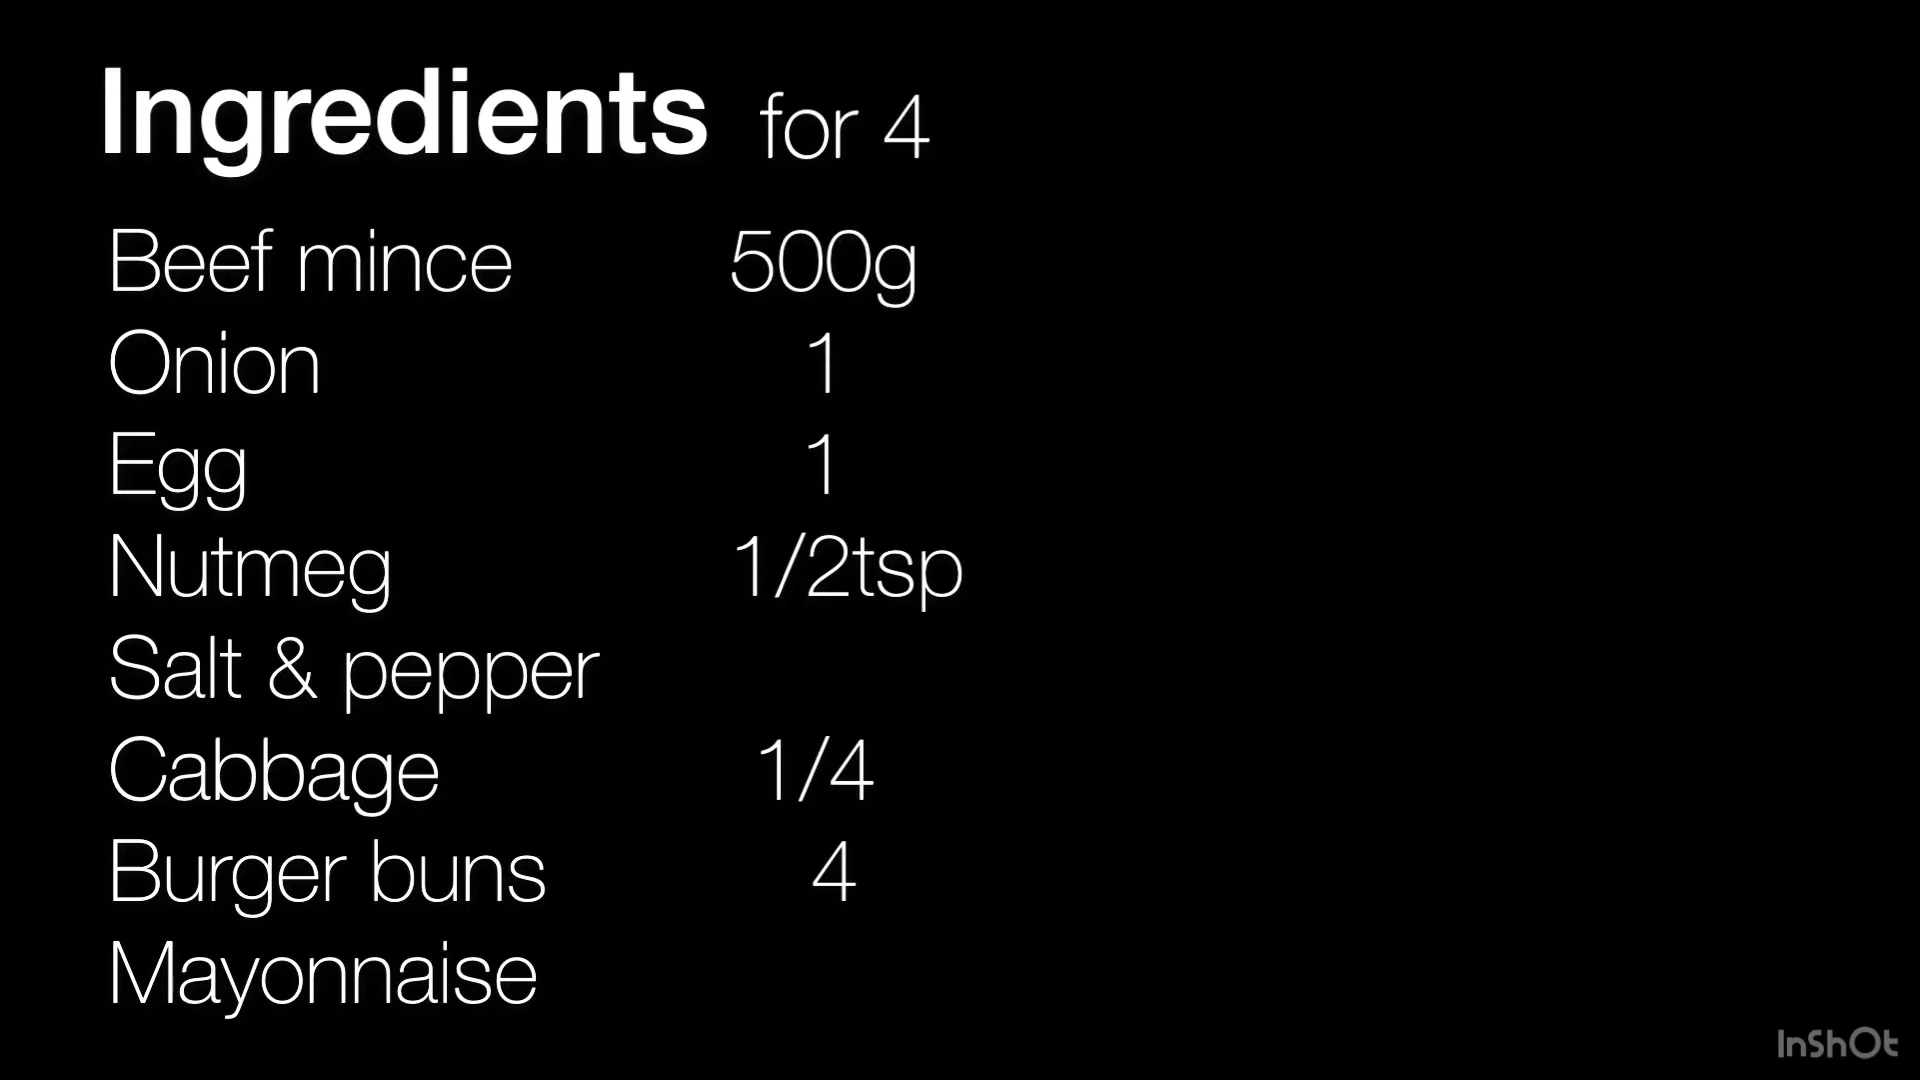 Ingredients for 4
Beef mince 500g
Onion 1
Egg 1
Nutmeg 1/2tsp
Salt & pepper
Cabbage 1/4
Burger buns 4
Mayonnaise
InShOt